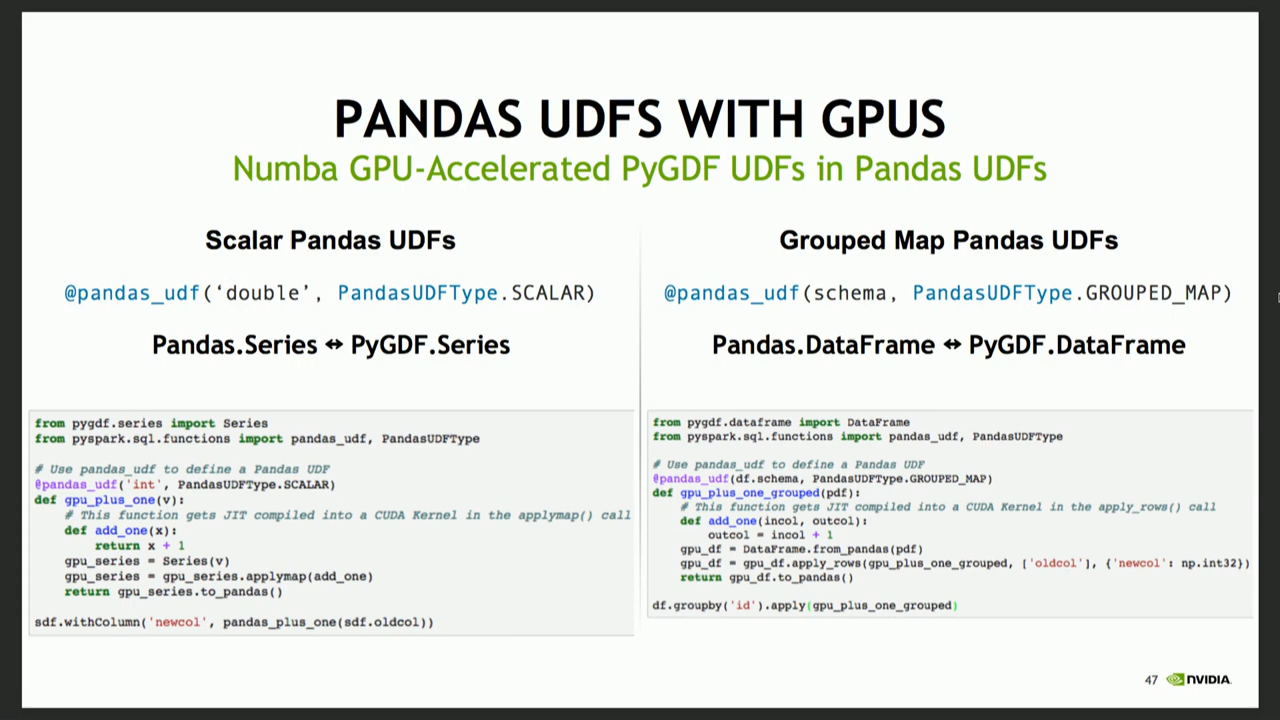 PANDAS UDFS WITH GPUS
Numba GPU-Accelerated PyGDF UDFs in Pandas UDFs
Scalar Pandas UDFs
@pandas_udf(‘double’, PandasUDFType.SCALAR)
Pandas.Series ↔ PyGDF.Series
from pygdf.series import Series
from pyspark.sql.functions import pandas_udf, PandasUDFType
# Use pandas_udf to define a Pandas UDF
@pandas_udf('int', PandasUDFType.SCALAR)
def gpu_plus_one(v):
    # This function gets JIT compiled into a CUDA Kernel in the applymap() call
    def add_one(x):
        return x + 1
    gpu_series = Series(v)
    gpu_series = gpu_series.applymap(add_one)
    return gpu_series.to_pandas()
sdf.withColumn('newcol', pandas_plus_one(sdf.oldcol))
Grouped Map Pandas UDFs
@pandas_udf(schema, PandasUDFType.GROUPED_MAP)
Pandas.DataFrame ↔ PyGDF.DataFrame
from pygdf.dataframe import DataFrame
from pyspark.sql.functions import pandas_udf, PandasUDFType
# Use pandas_udf to define a Pandas UDF
@pandas_udf(df.schema, PandasUDFType.GROUPED_MAP)
def gpu_plus_one_grouped(pdf):
    # This function gets JIT compiled into a CUDA Kernel in the apply_rows() call
    def add_one(incol, outcol):
        outcol = incol + 1
    gpu_df = DataFrame.from_pandas(pdf)
    gpu_df = gpu_df.apply_rows(gpu_plus_one_grouped, ['oldcol'], {'newcol': np.int32})
    return gpu_df.to_pandas()
df.groupby('id').apply(gpu_plus_one_grouped)
47 NVIDIA.